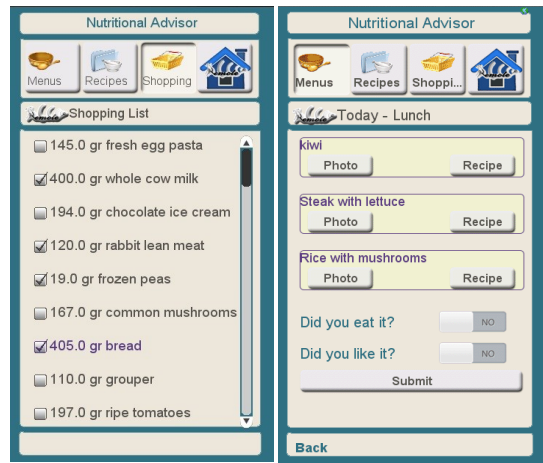 Nutritional Advisor
Menus
Recipes
Shopping
Shopping List
145.0 gr fresh egg pasta
400.0 gr whole cow milk
194.0 gr chocolate ice cream
120.0 gr rabbit lean meat
19.0 gr frozen peas
167.0 gr common mushrooms
405.0 gr bread
110.0 gr grouper
197.0 gr ripe tomatoes
Nutritional Advisor
Menus
Recipes
Shoppi...
Today - Lunch
kiwi
Photo
Recipe
Steak with lettuce
Photo
Recipe
Rice with mushrooms
Photo
Recipe
Did you eat it?
NO
Did you like it?
NO
Submit
Back